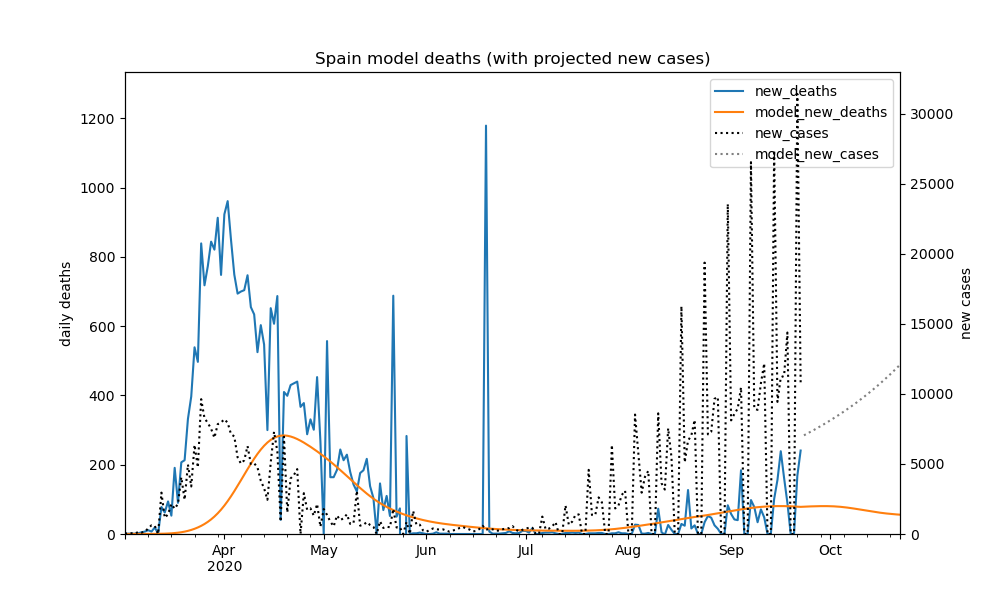 Spain model deaths (with projected new cases)
new_deaths
model_new_deaths
new_cases
model_new_cases
daily deaths
new cases
1200
1000
800
600
400
200
0
30000
25000
20000
15000
10000
5000
0
Apr
2020
May
Jun
Jul
Aug
Sep
Oct